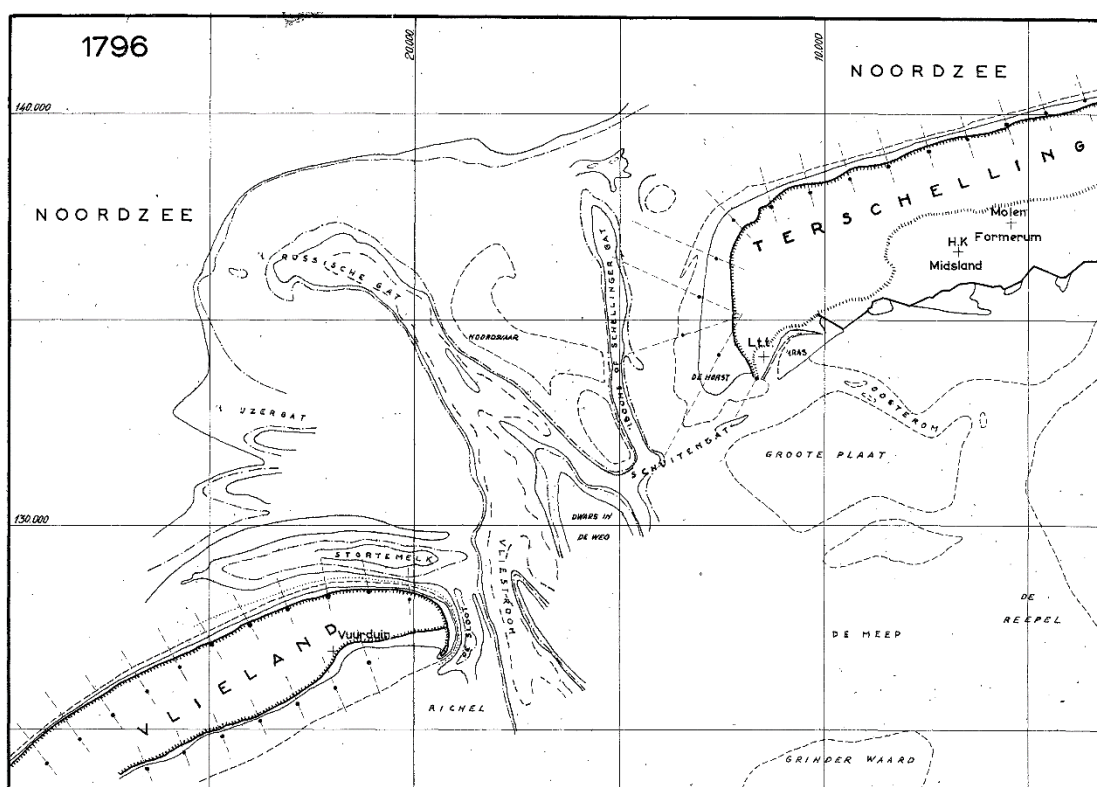 1796
20.000
10.000
NOORDZEE
140.000
TERSCHELLING
NOORDZEE
Molen
Formerum
H.K
Midsland
'T RUSSISCHE GAT
THOORNS OF SCHELLINGER GAT
NOORDVAAR
L.t.t.
'T RAS
DE HORST
'T IJZERGAT
OOSTEROM
SCHUITENGAT
GROOTE PLAAT
130.000
DWARS IN
DE WEG
STORTEMELK
VLIESTROOM
DE SLOOT
DE
REEPEL
Vuurduin
DE MEEP
VLIELAND
RICHEL
GRINDER WAARD